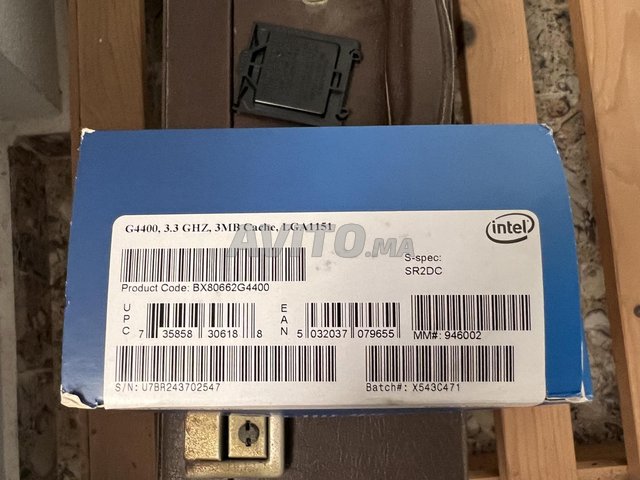 G4400, 3.3 GHZ, 3MB Cache, LGA1151
intel
AVITO.MA
S-spec:
SR2DC
Product Code: BX80662G4400
UPC
7 35858 30618 8
EAN
5 032037 079655
MM#: 946002
S/N: U7BR243702547
Batch#: X543C471